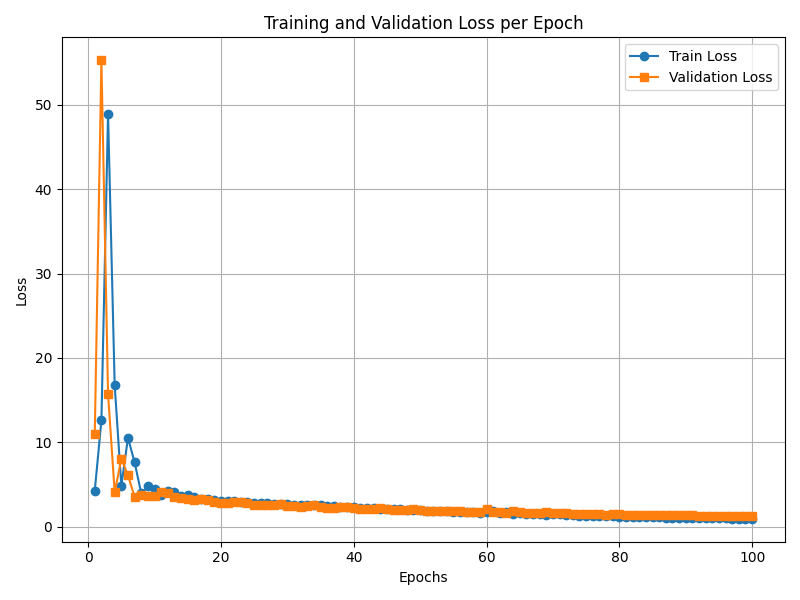 Training and Validation Loss per Epoch
Train Loss
Validation Loss
50
40
30
20
10
0
Loss
0 20 40 60 80 100
Epochs